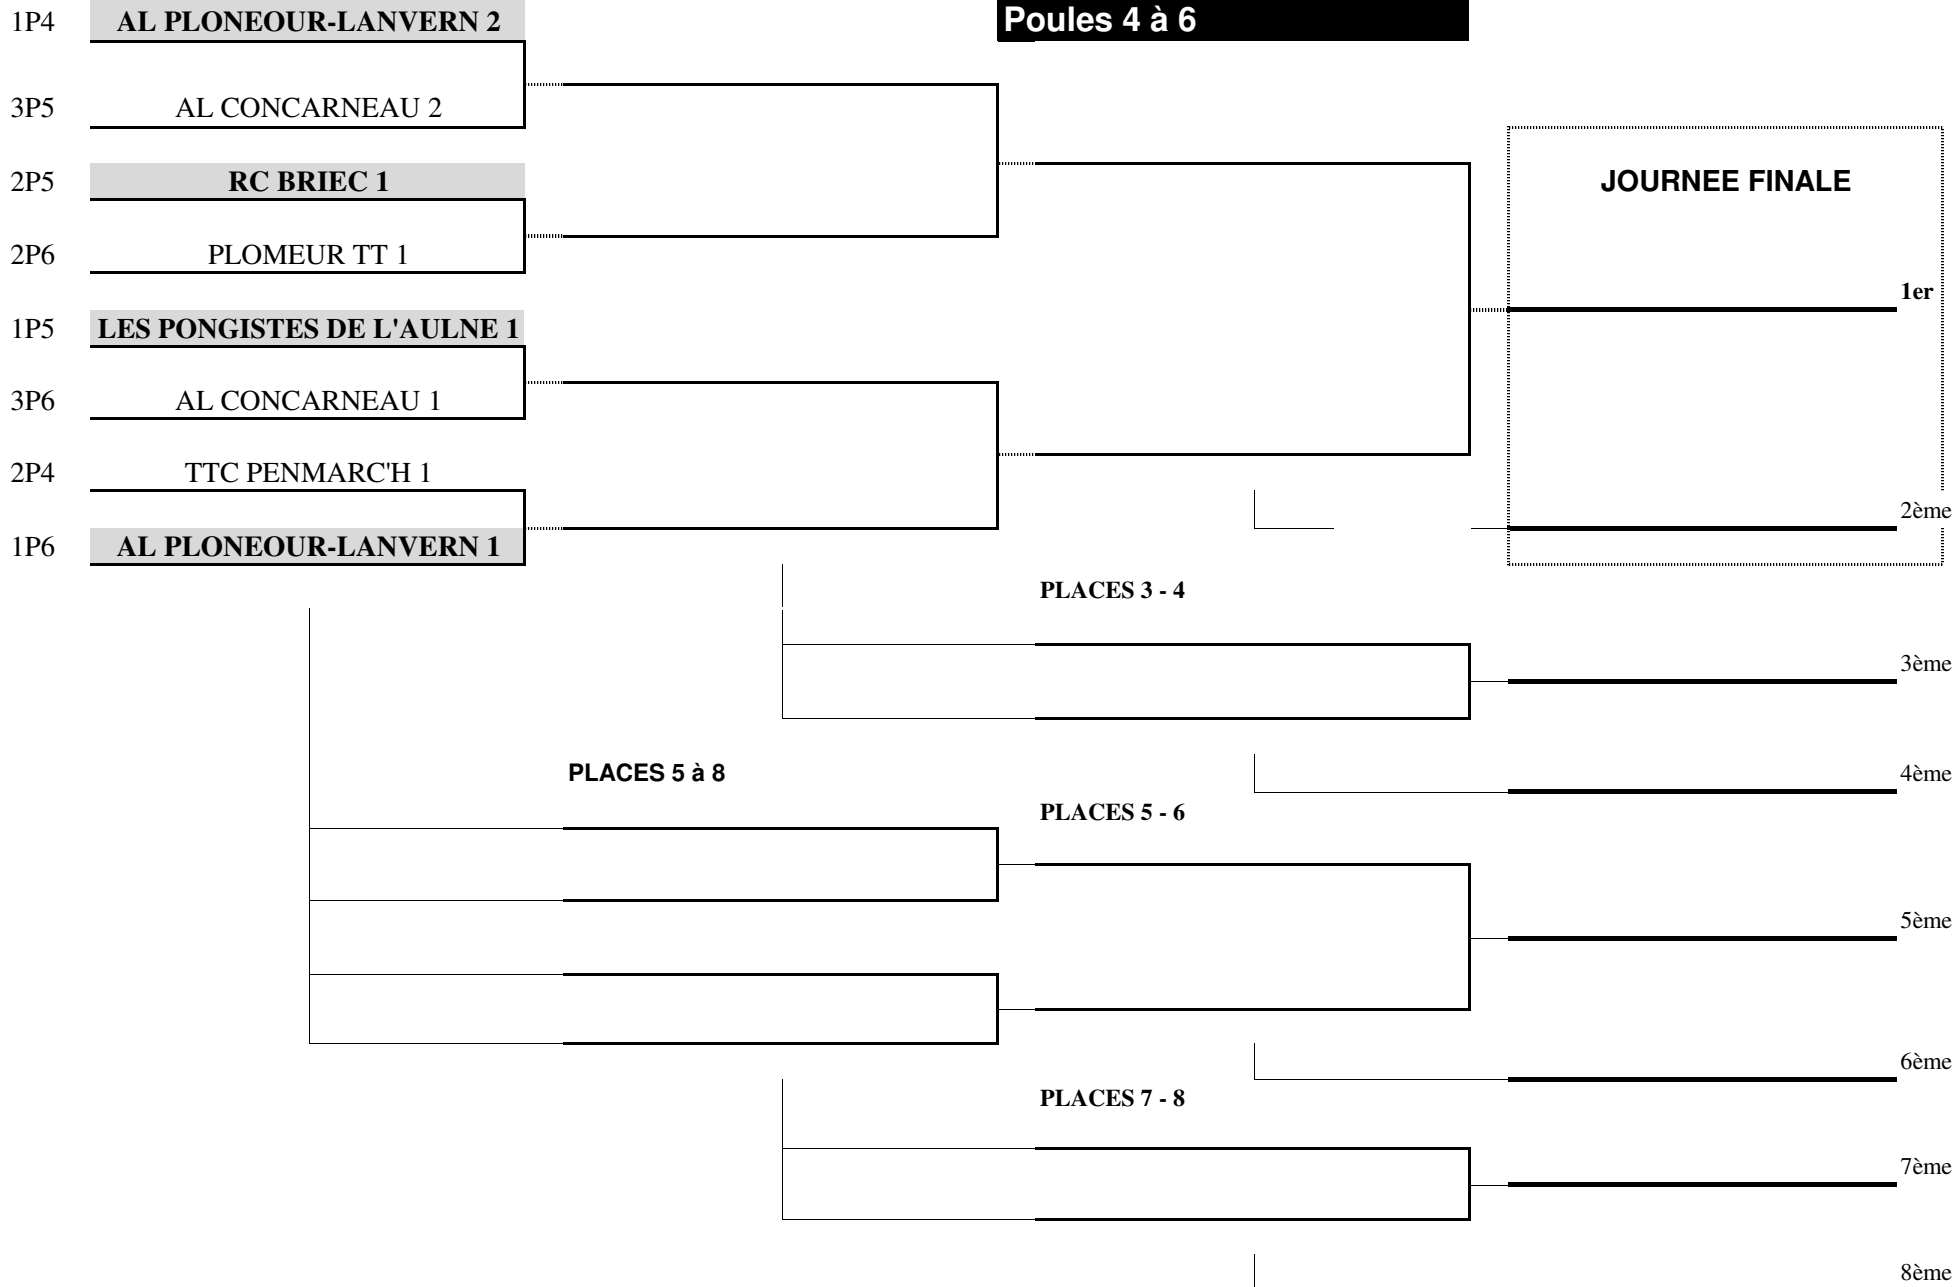 1P4 AL PLONEOUR-LANVERN 2
Poules 4 à 6
3P5 AL CONCARNEAU 2
2P5 RC BRIEC 1
JOURNEE FINALE
2P6 PLOMEUR TT 1
1er
1P5 LES PONGISTES DE L'AULNE 1
3P6 AL CONCARNEAU 1
2P4 TTC PENMARC'H 1
2ème
1P6 AL PLONEOUR-LANVERN 1
PLACES 3 - 4
3ème
PLACES 5 à 8
4ème
PLACES 5 - 6
5ème
6ème
PLACES 7 - 8
7ème
8ème